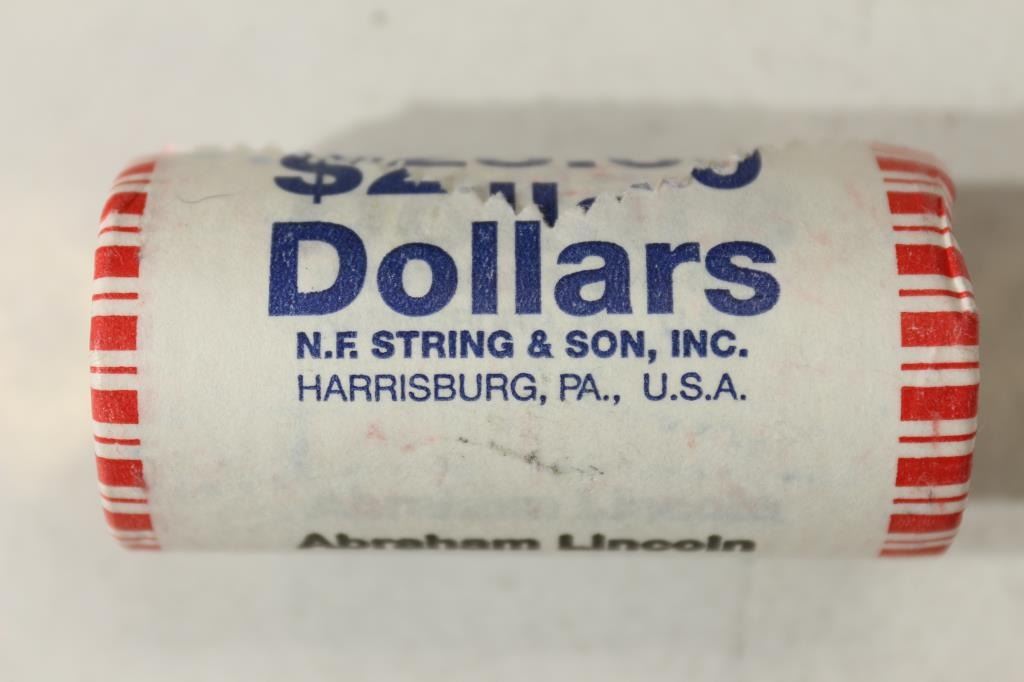 Dollars
N.F. STRING & SON, INC.
HARRISBURG, PA., U.S.A.
Abraham Lincoln